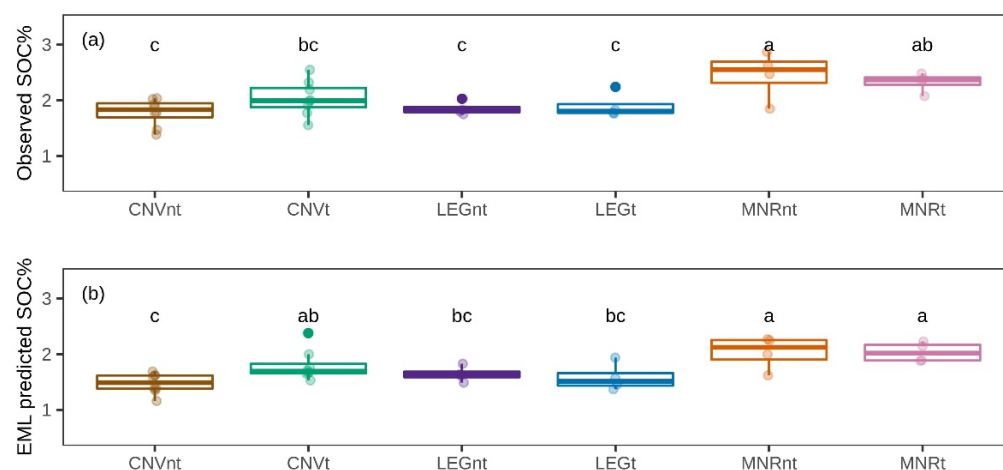 Observed SOC%
(a)
3
2
1
c bc c c a ab
CNVnt CNVt LEGnt LEGt MNRnt MNRt
EML predicted SOC%
(b)
3
2
1
c ab bc bc a a
CNVnt CNVt LEGnt LEGt MNRnt MNRt